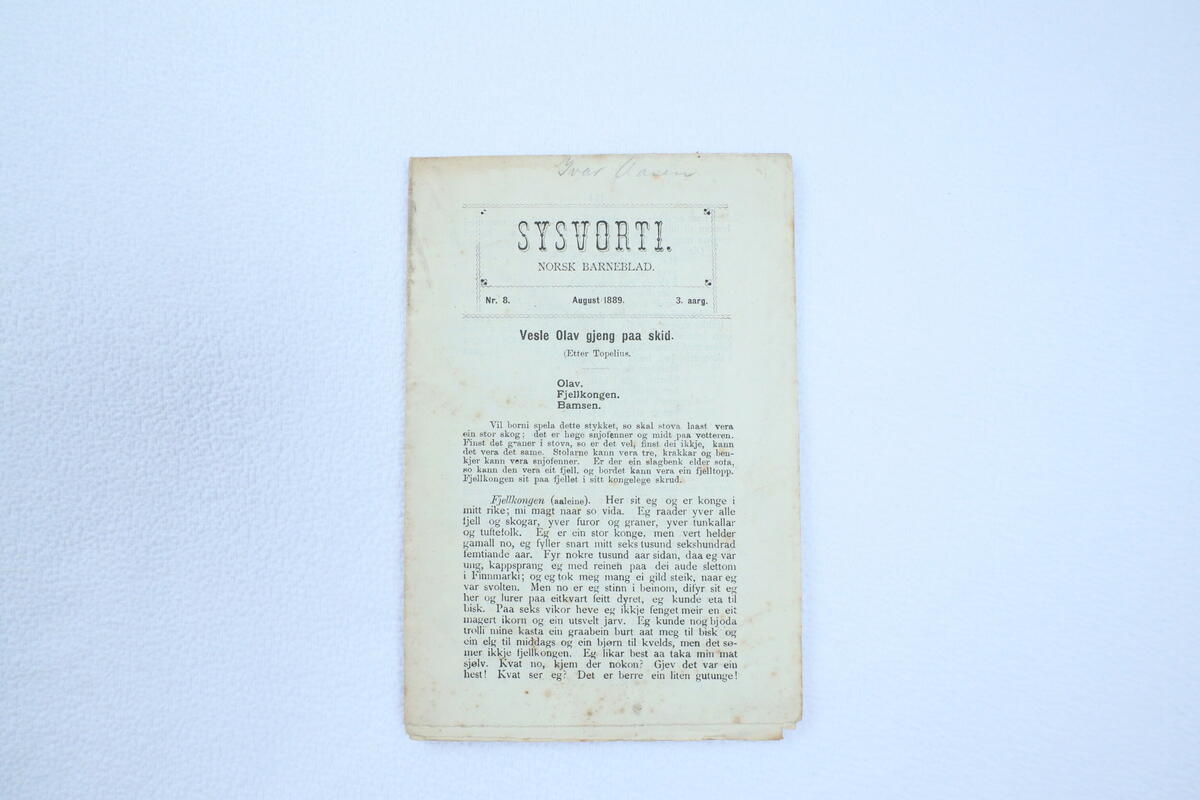 Ivar Aasen
SYSVORTI.
NORSK BARNEBLAD.
Nr. 8. August 1889. 3. aarg.
Vesle Olav gjeng paa skid.
(Etter Topelius.
Olav.
Fjellkongen.
Bamsen.
Vil borni spela dette stykket, so skal stova laast vera
ein stor skog; det er høge snjofenner og midt paa vetteren.
Finst det graner i stova, so er det vel, finst dei ikkje, kann
det vera det same. Stolarne kann vera tre, krakkar og ben-
kjer kann vera snjofenner. Er der ein slagbenk elder sota,
so kann den vera eit fjell, og bordet kann vera ein fjelltopp.
Fjellkongen sit paa fjellet i sitt kongelege skrud.
Fjellkongen (aaleine). Her sit eg og er konge i
mitt rike; mi magt naar so vida. Eg raader yver alle
fjell og skogar, yver furor og graner, yver tunkallar
og tuftefolk. Eg er ein stor konge, men vert helder
gamall no, eg fyller snart mitt seks tusund sekshundrad
femtiande aar. Fyr nokre tusund aar sidan, daa eg var
ung, kappsprang eg med reinen paa dei aude slettom
i Finnmarki; og eg tok meg mang ei gild steik, naar eg
var svolten. Men no er eg stinn i beinom, difyr sit eg
her og lurer paa eitkvart feitt dyret, eg kunde eta til
bisk. Paa seks vikor heve eg ikkje fenget meir en eit
magert ikorn og ein utsvelt jarv. Eg kunde nog bjoda
trolli mine kasta ein graabein burt aat meg til bisk og
ein elg til middags og ein bjørn til kvelds, men det sø-
mer ikkje fjellkongen. Eg likar best aa taka min mat
sjølv. Kvat no, kjem der nokon? Gjev det var ein
hest! Kvat ser eg? Det er berre ein liten gutunge!